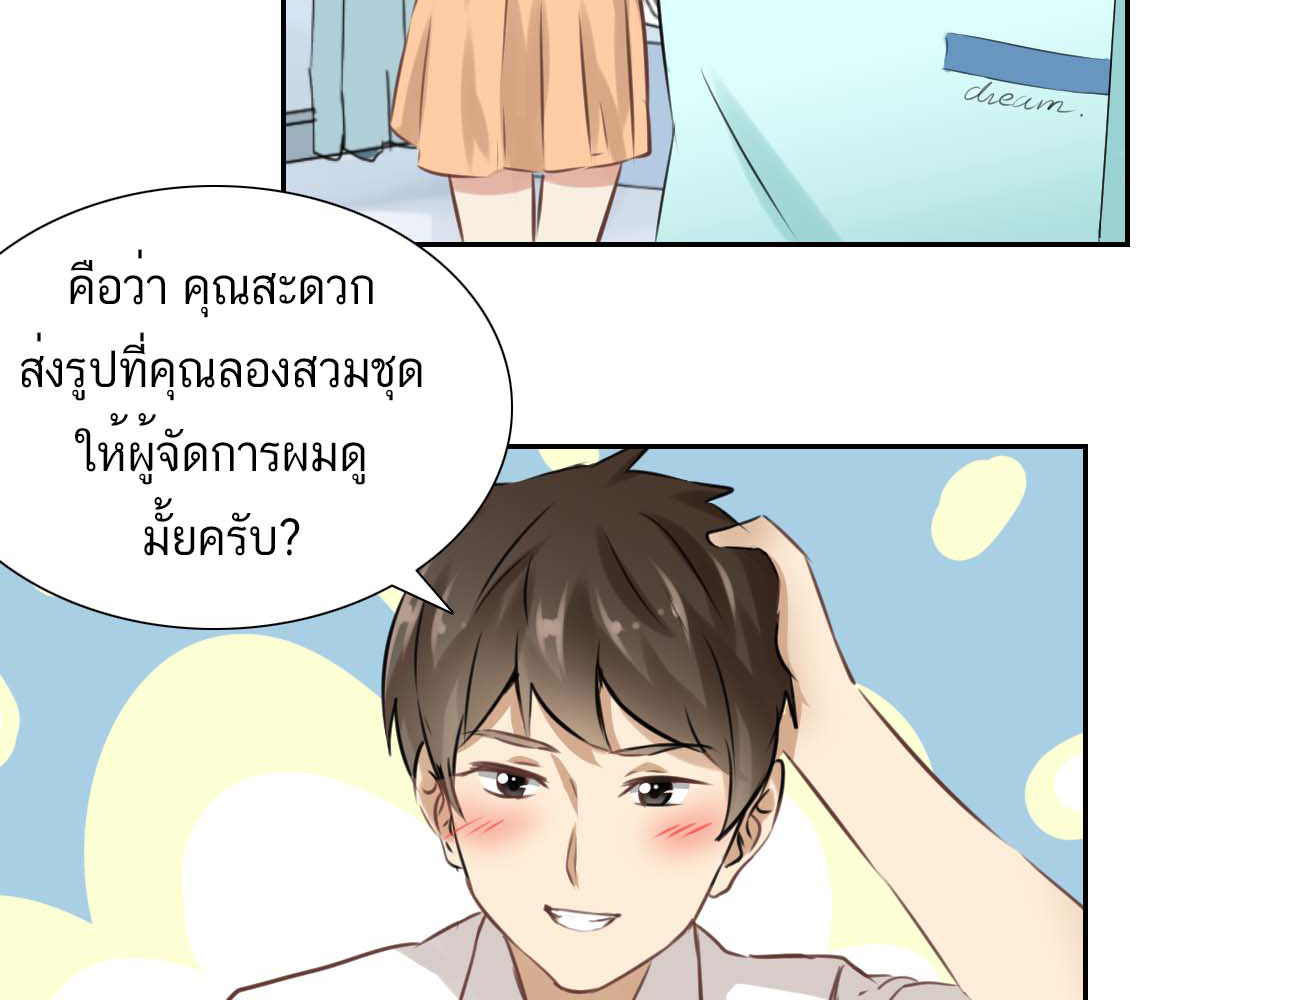 dream.
คือว่า คุณสะดวก
ส่งรูปที่คุณลองสวมชุด
ให้ผู้จัดการผมดู
มั้ยครับ?